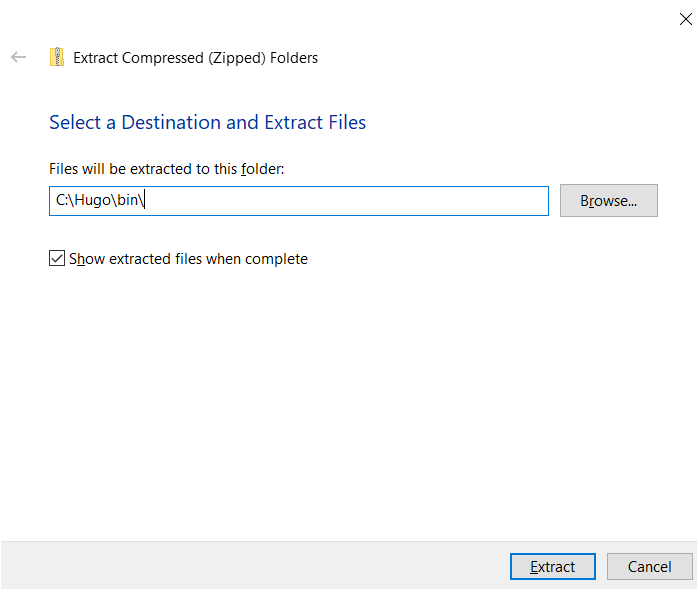 Extract Compressed (Zipped) Folders
Select a Destination and Extract Files
Files will be extracted to this folder:
C:\Hugo\bin\
Browse...
Show extracted files when complete
Extract
Cancel